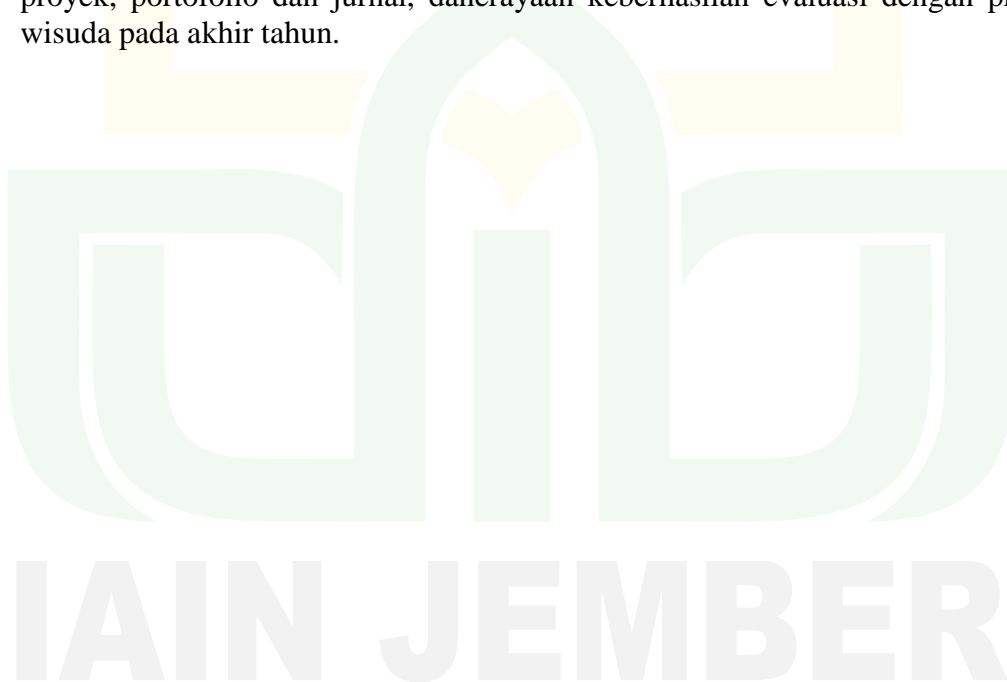 proyek, portofolio dan jurnal, danerayaan keberhasilan evaluasi dengan
wisuda pada akhir tahun.
IAIN JEMBER